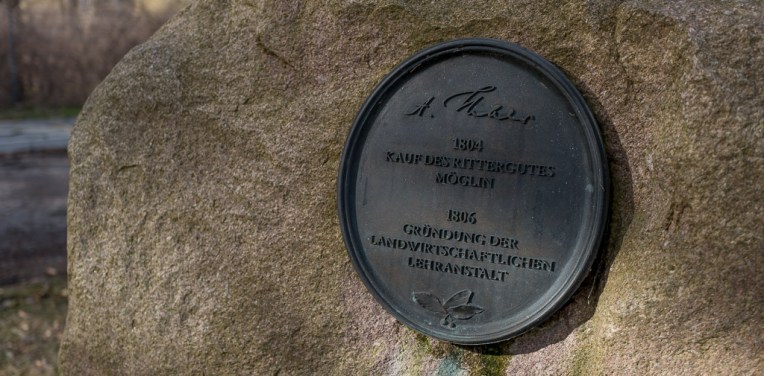 A. Thaer
1804
KAUF DES RITTERGUTES
MÖGLIN
1806
GRÜNDUNG DER
LANDWIRTSCHAFTLICHEN
LEHRANSTALT